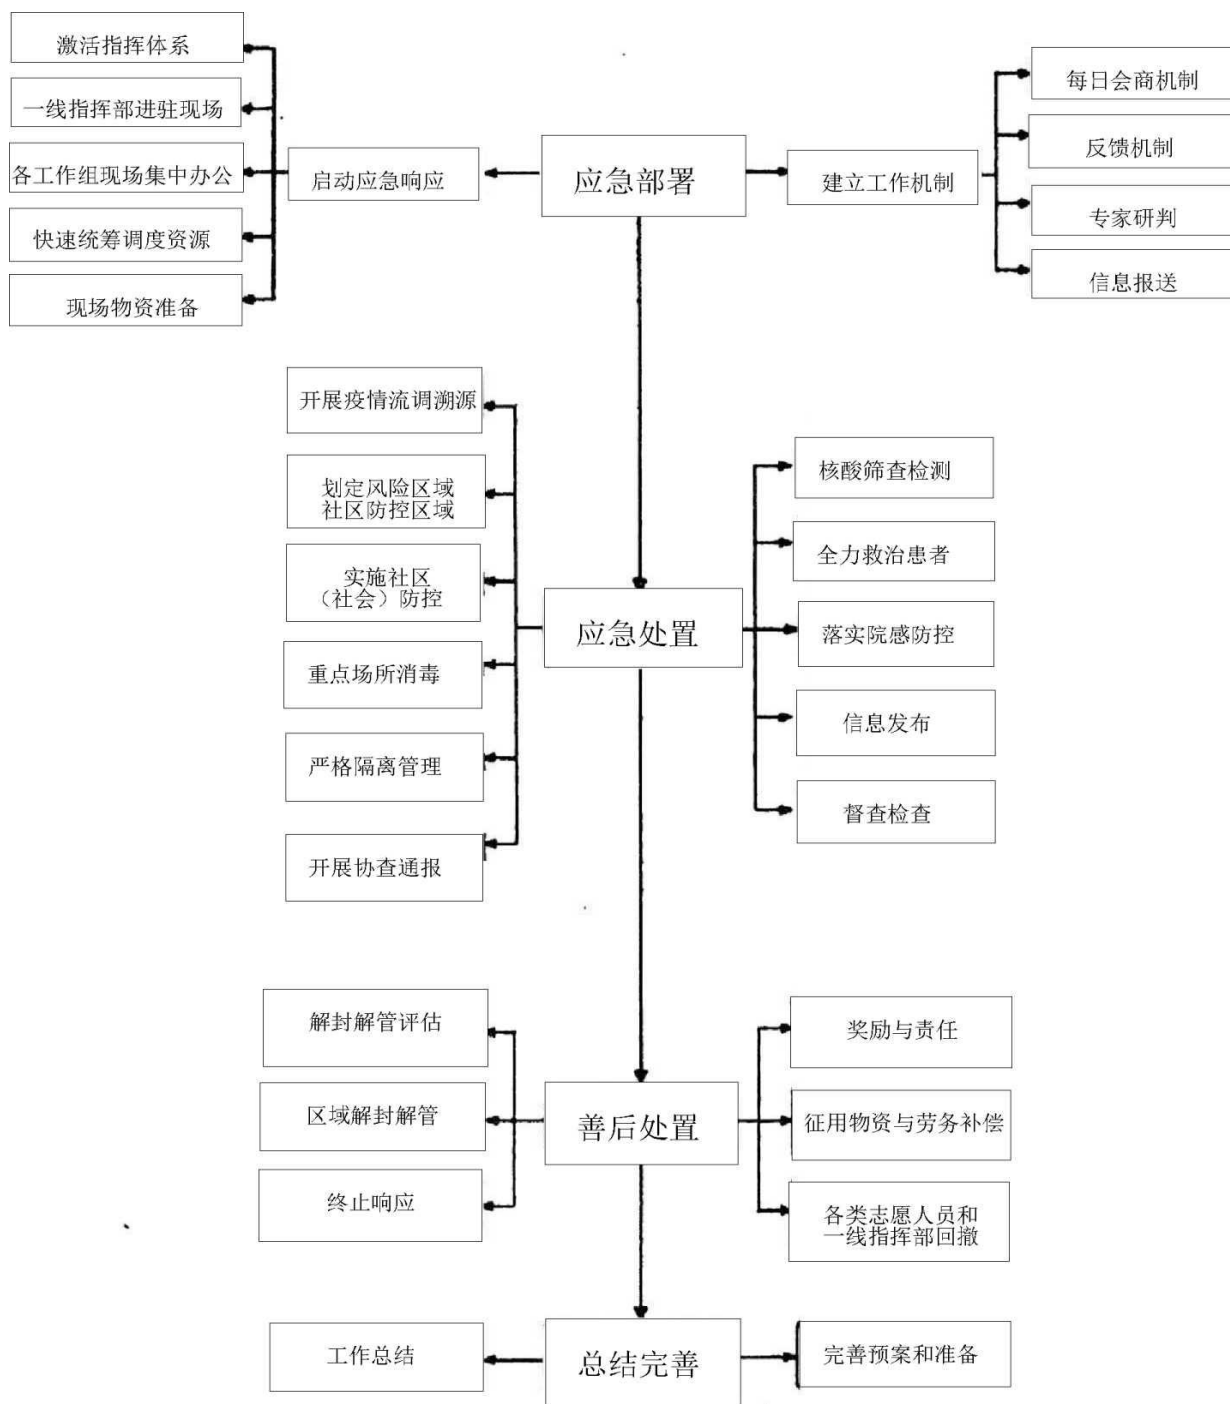 激活指挥体系
一线指挥部进驻现场
各工作组现场集中办公
快速统筹调度资源
现场物资准备
启动应急响应
应急部署
建立工作机制
每日会商机制
反馈机制
专家研判
信息报送
开展疫情流调溯源
划定风险区域
社区防控区域
实施社区
（社会）防控
重点场所消毒
严格隔离管理
开展协查通报
应急处置
核酸筛查检测
全力救治患者
落实院感防控
信息发布
督查检查
解封解管评估
区域解封解管
终止响应
善后处置
奖励与责任
征用物资与劳务补偿
各类志愿人员和
一线指挥部回撤
工作总结
总结完善
完善预案和准备